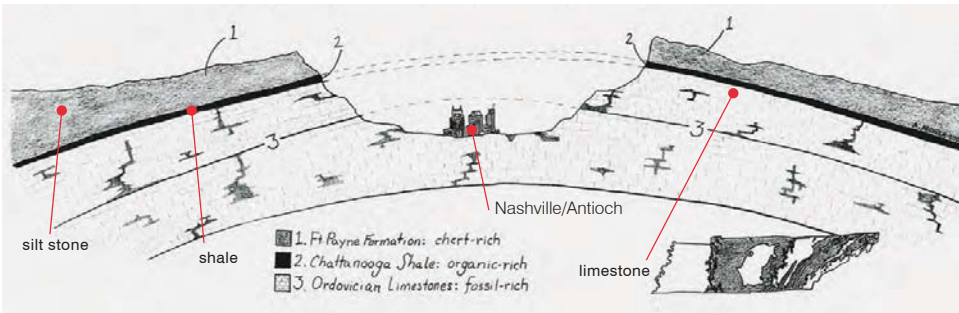 1
2
2
1
3
3
Nashville/Antioch
silt stone
shale
limestone
1. Ft Payne Formation: chert-rich
2. Chattanooga Shale: organic-rich
3. Ordovician Limestones: fossil-rich